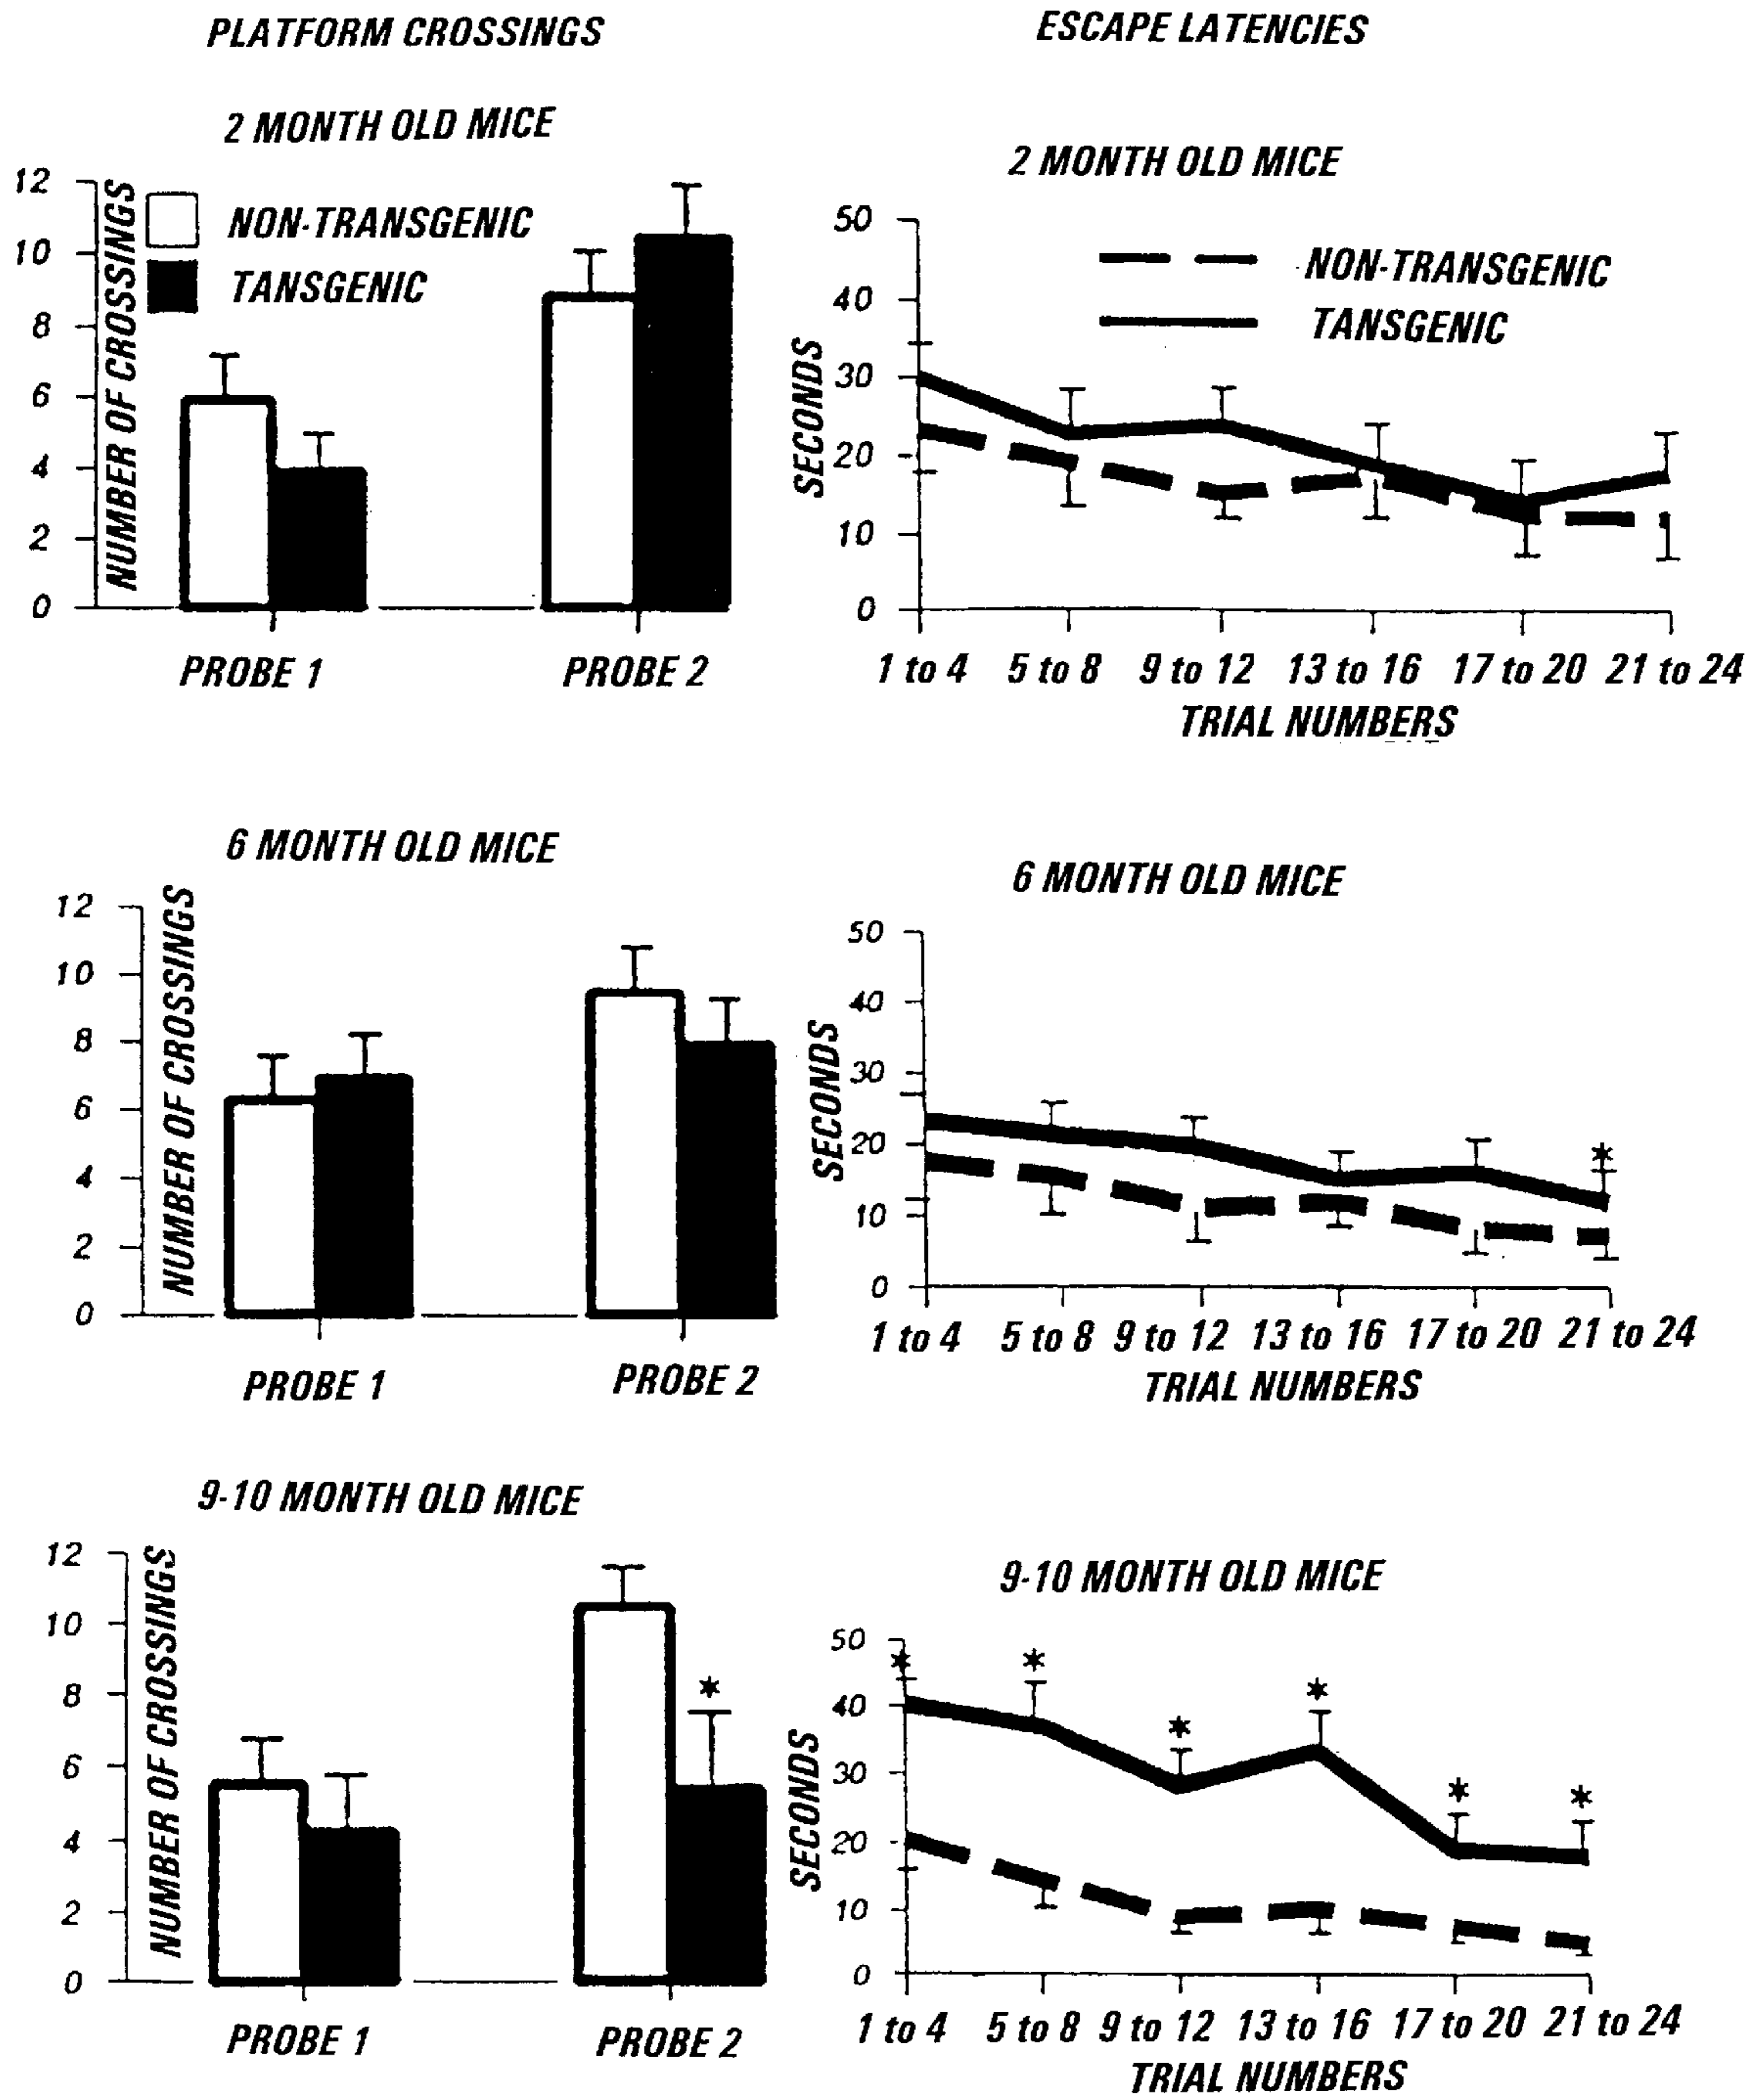 PLATFORM CROSSINGS
2 MONTH OLD MICE
12
10
8
6
4
2
0
NUMBER OF CROSSINGS
NON-TRANSGENIC
TANSGENIC
PROBE 1
PROBE 2
ESCAPE LATENCIES
2 MONTH OLD MICE
50
40
30
20
10
0
SECONDS
NON-TRANSGENIC
TANSGENIC
1 to 4 5 to 8 9 to 12 13 to 16 17 to 20 21 to 24
TRIAL NUMBERS
6 MONTH OLD MICE
12
10
8
6
4
2
0
NUMBER OF CROSSINGS
PROBE 1
PROBE 2
6 MONTH OLD MICE
50
40
30
20
10
0
SECONDS
*
1 to 4 5 to 8 9 to 12 13 to 16 17 to 20 21 to 24
TRIAL NUMBERS
9-10 MONTH OLD MICE
12
10
8
6
4
2
0
NUMBER OF CROSSINGS
*
PROBE 1
PROBE 2
9-10 MONTH OLD MICE
50
40
30
20
10
0
SECONDS
* * * * * *
1 to 4 5 to 8 9 to 12 13 to 16 17 to 20 21 to 24
TRIAL NUMBERS